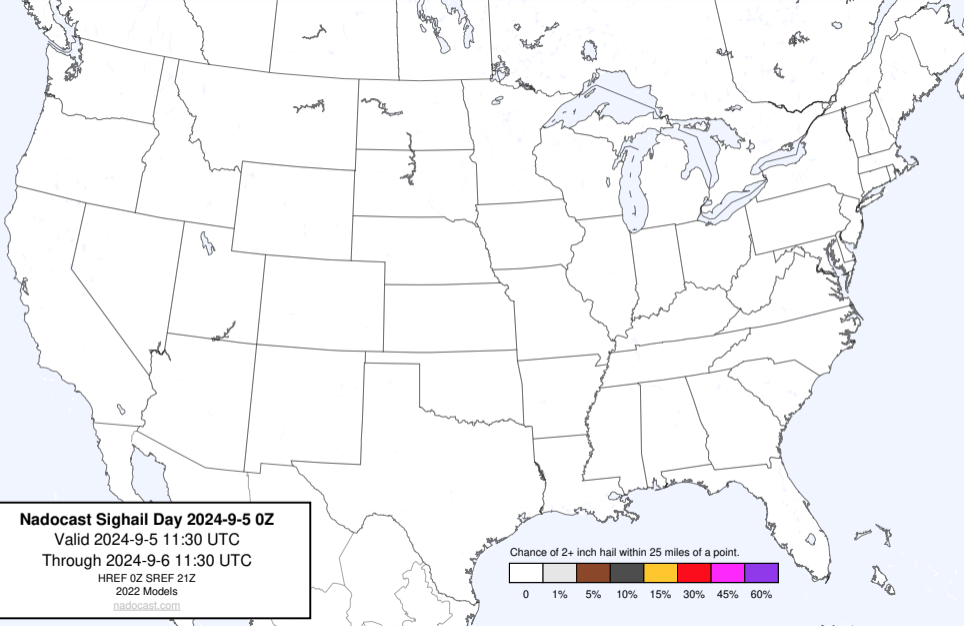 Nadocast Sighail Day 2024-9-5 0Z
Valid 2024-9-5 11:30 UTC
Through 2024-9-6 11:30 UTC
HREF 0Z SREF 21Z
2022 Models
nadocast.com
Chance of 2+ inch hail within 25 miles of a point.
0 1% 5% 10% 15% 30% 45% 60%